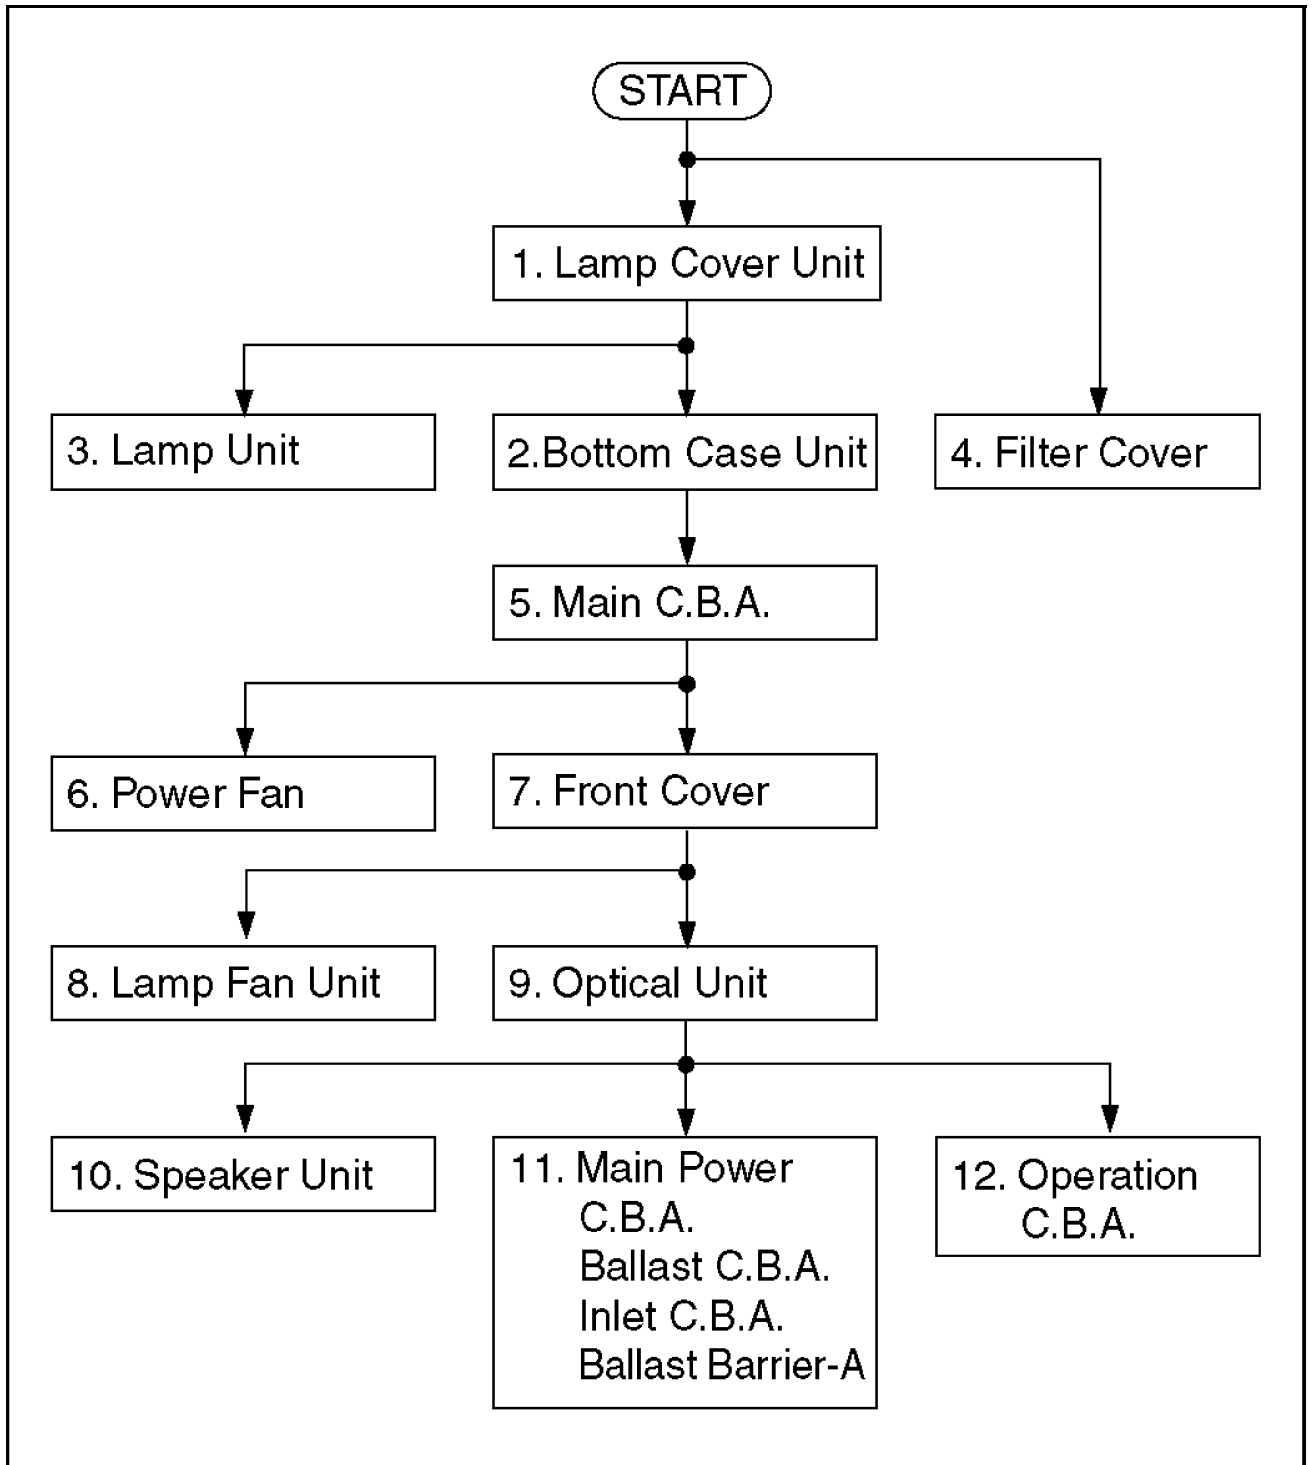 START
1. Lamp Cover Unit
3. Lamp Unit
2.Bottom Case Unit
4. Filter Cover
5. Main C.B.A.
6. Power Fan
7. Front Cover
8. Lamp Fan Unit
9. Optical Unit
10. Speaker Unit
11. Main Power
C.B.A.
Ballast C.B.A.
Inlet C.B.A.
Ballast Barrier-A
12. Operation
C.B.A.